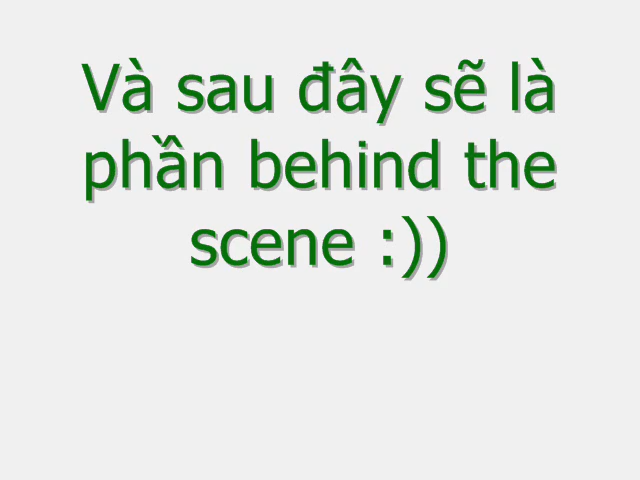 Và sau đây sẽ là
phần behind the
scene :))